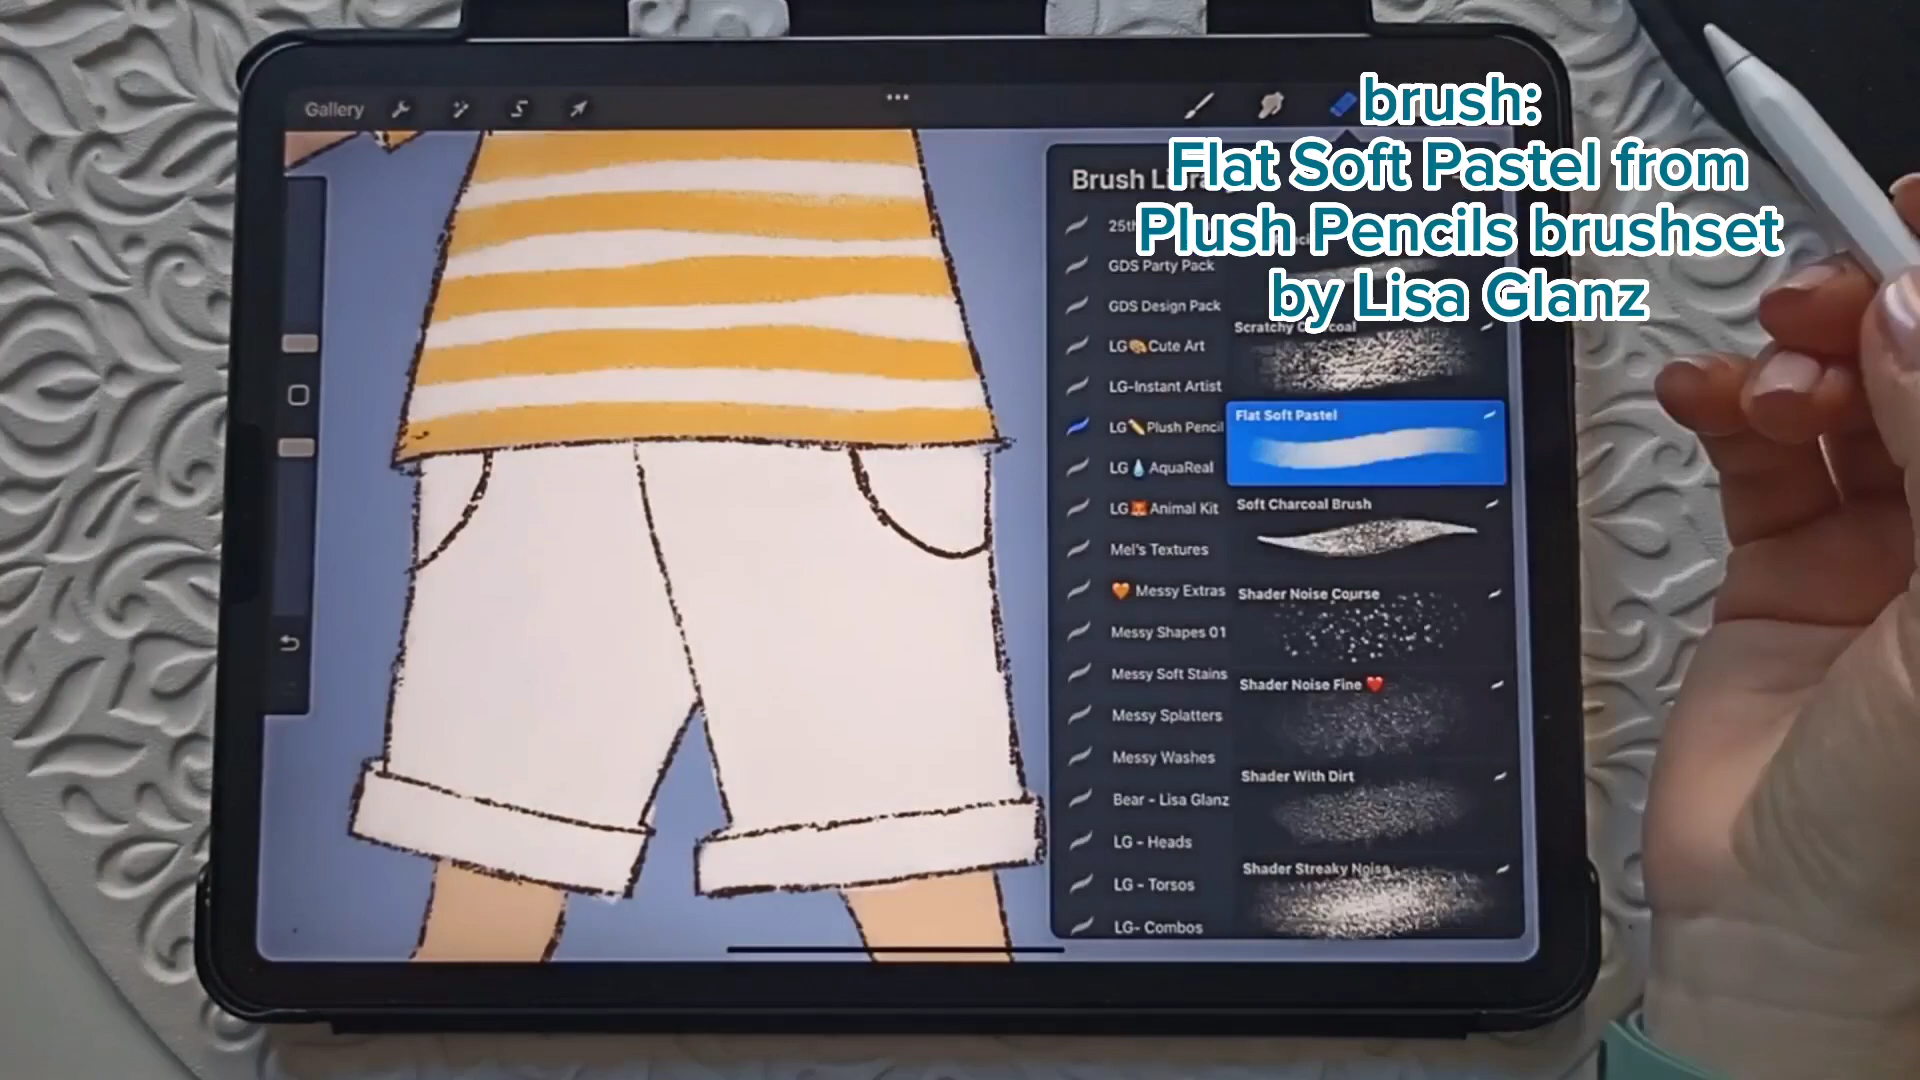 Gallery
brush:
Flat Soft Pastel from
Plush Pencils brushset
by Lisa Glanz
Brush
GDS Party Pack
GDS Design Pack
LG🎨Cute Art
LG-Instant Artist
LG✏️Plush Pencil
LG💧AquaReal
LG🦊Animal Kit
Mel's Textures
🧡 Messy Extras
Messy Shapes 01
Messy Soft Stains
Messy Splatters
Messy Washes
Bear - Lisa Glanz
LG - Heads
LG - Torsos
LG- Combos
Scratchy Charcoal
Flat Soft Pastel
Soft Charcoal Brush
Shader Noise Course
Shader Noise Fine ❤️
Shader With Dirt
Shader Streaky Noise